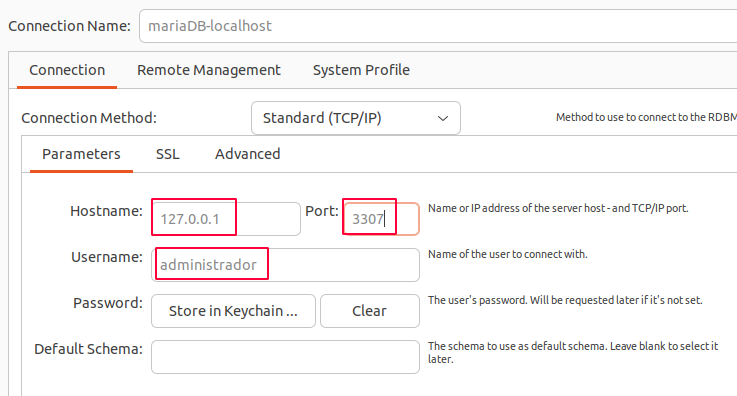 Connection Name: mariaDB-localhost
Connection Remote Management System Profile
Connection Method: Standard (TCP/IP) Method to use to connect to the RDBM
Parameters SSL Advanced
Hostname: 127.0.0.1 Port: 3307 Name or IP address of the server host - and TCP/IP port.
Username: administrador Name of the user to connect with.
Password: Store in Keychain ... Clear The user's password. Will be requested later if it's not set.
Default Schema: The schema to use as default schema. Leave blank to select it
later.